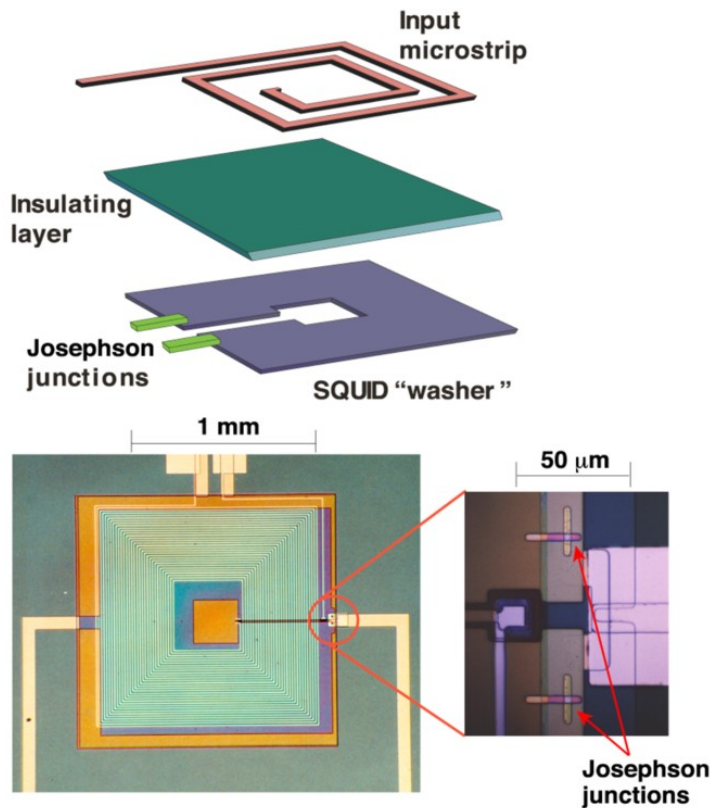 Input
microstrip
Insulating
layer
Josephson
junctions
SQUID “washer”
1 mm
50 μm
Josephson
junctions